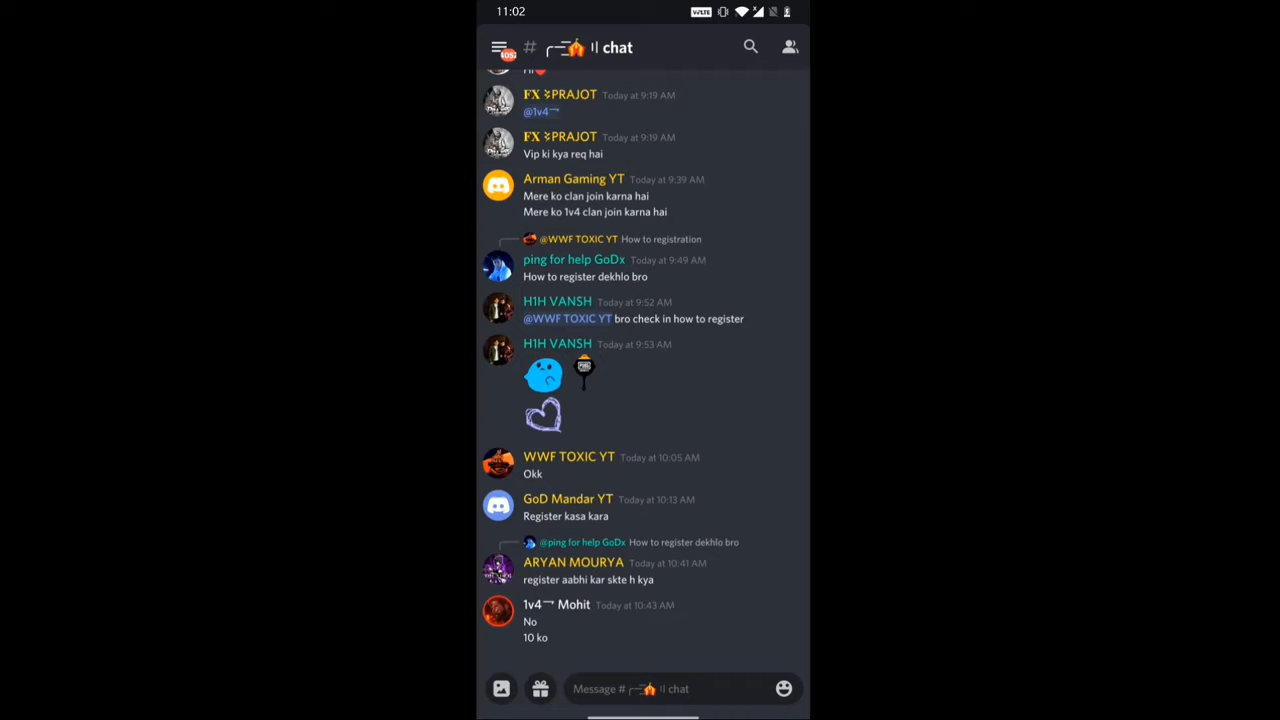 11:02
VoLTE
# chat
Hi
FX PRAJOT Today at 9:19 AM
@1v4
FX PRAJOT Today at 9:19 AM
Vip ki kya req hai
Arman Gaming YT Today at 9:39 AM
Mere ko clan join karna hai
Mere ko 1v4 clan join karna hai
@WWF TOXIC YT How to registration
ping for help GoDx Today at 9:49 AM
How to register dekhlo bro
H1H VANSH Today at 9:52 AM
@WWF TOXIC YT bro check in how to register
H1H VANSH Today at 9:53 AM
WWF TOXIC YT Today at 10:05 AM
Okk
GoD Mandar YT Today at 10:13 AM
Register kasa kara
@ping for help GoDx How to register dekhlo bro
ARYAN MOURYA Today at 10:41 AM
register aabhi kar skte h kya
1v4 Mohit Today at 10:43 AM
No
10 ko
Message # chat